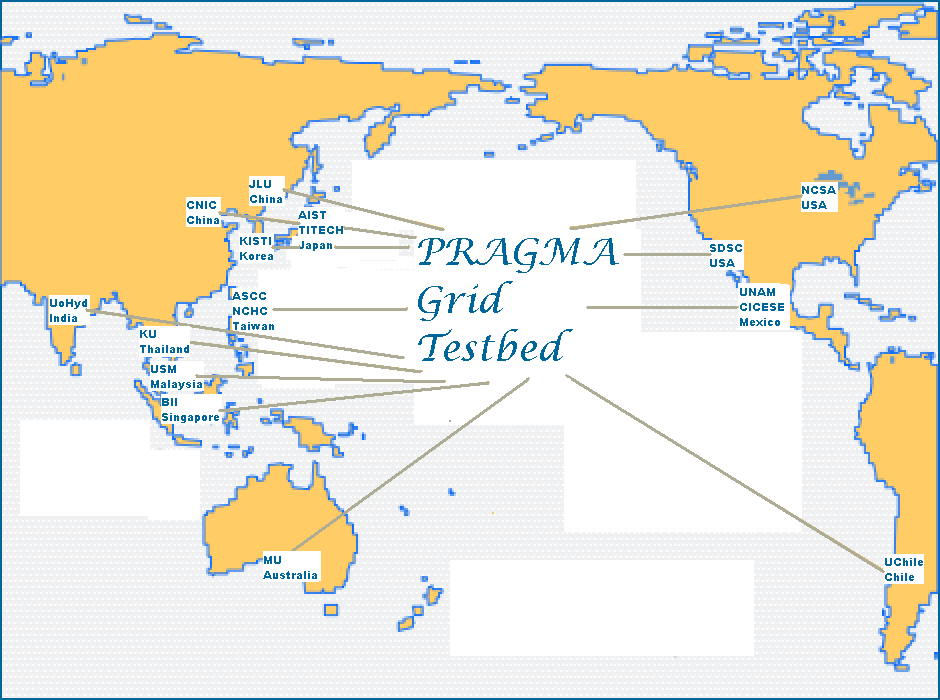 JLU
China
CNIC
China
AIST
TITECH
Japan
KISTI
Korea
NCSA
USA
PRAGMA
Grid
Testbed
SDSC
USA
UNAM
CICESE
Mexico
ASCC
NCHC
Taiwan
UoHyd
India
KU
Thailand
USM
Malaysia
BII
Singapore
MU
Australia
UChile
Chile